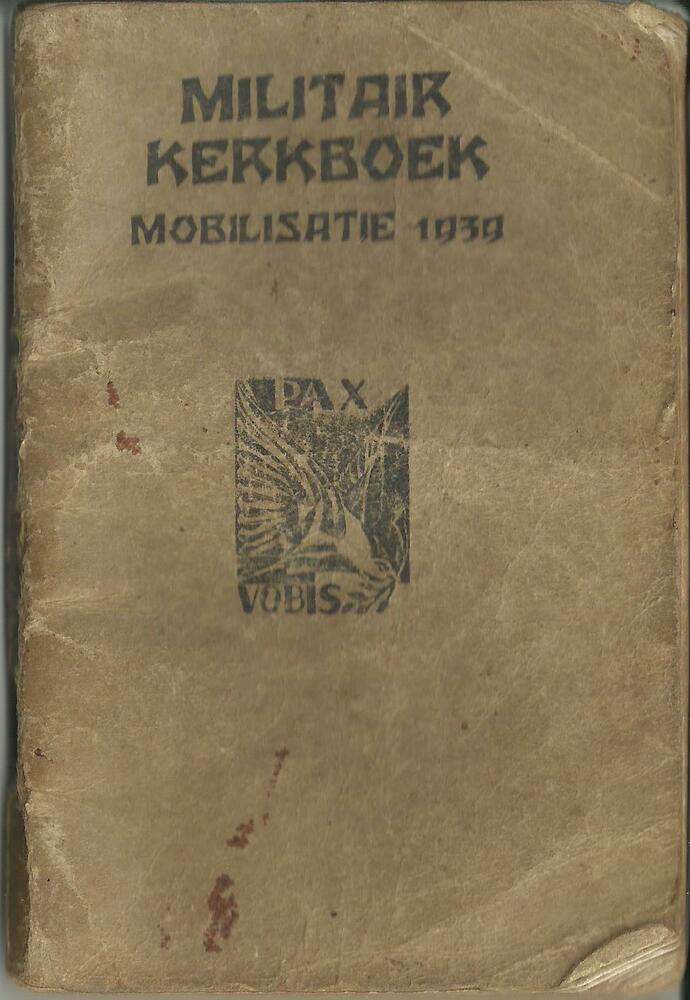 MILITAIR
KERKBOEK
MOBILISATIE 1939
PAX
VOBIS